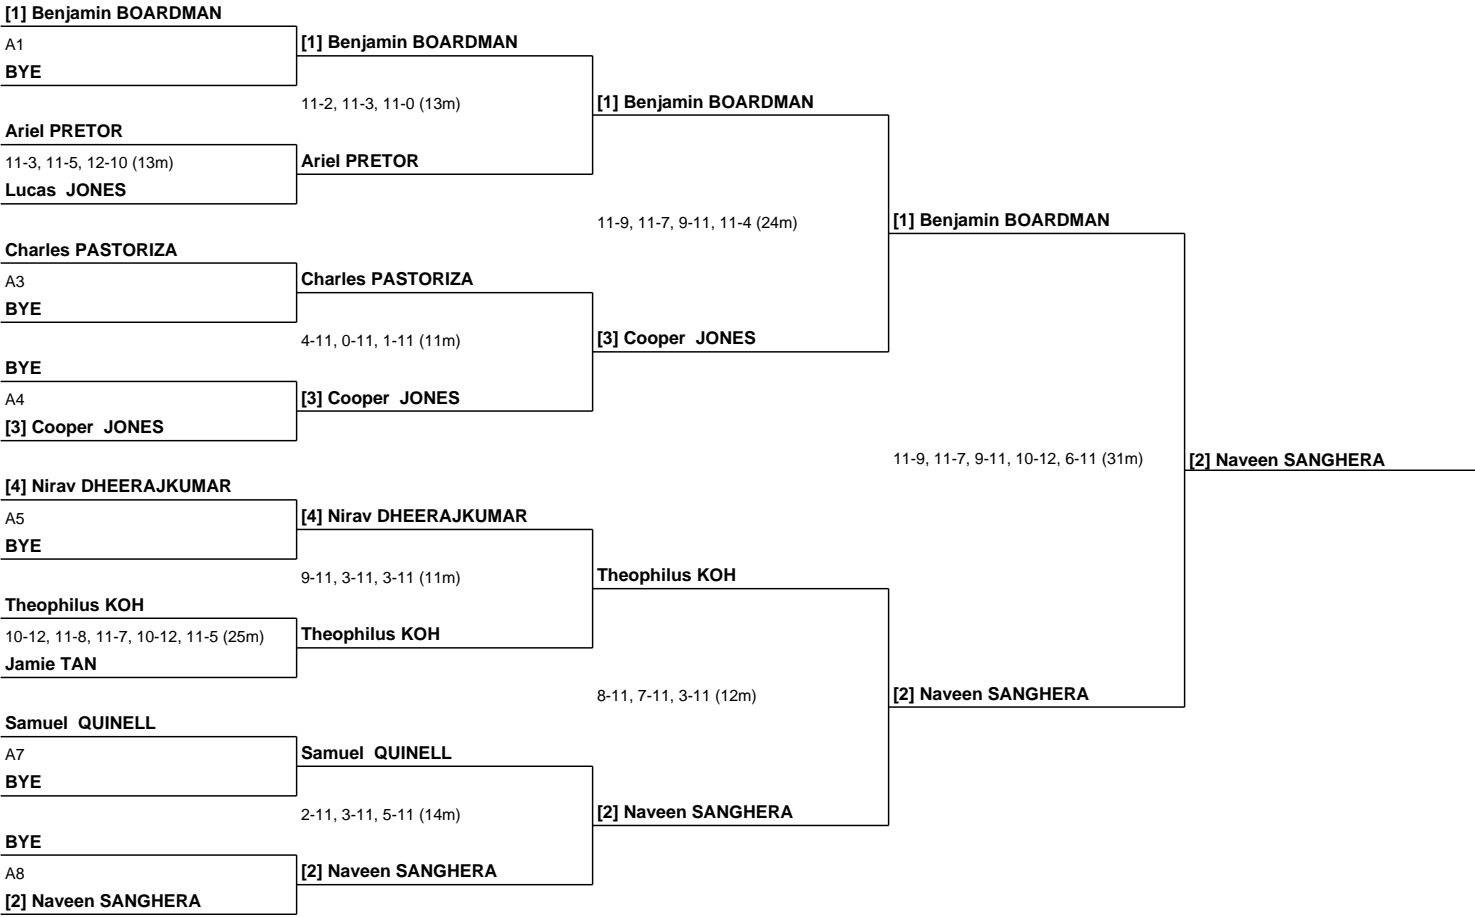 [1] Benjamin BOARDMAN
A1
BYE
Ariel PRETOR
11-3, 11-5, 12-10 (13m)
Lucas JONES
Charles PASTORIZA
A3
BYE
BYE
A4
[3] Cooper JONES
[4] Nirav DHEERAJKUMAR
A5
BYE
Theophilus KOH
10-12, 11-8, 11-7, 10-12, 11-5 (25m)
Jamie TAN
Samuel QUINELL
A7
BYE
BYE
A8
[2] Naveen SANGHERA
[1] Benjamin BOARDMAN
11-2, 11-3, 11-0 (13m)
Ariel PRETOR
Charles PASTORIZA
4-11, 0-11, 1-11 (11m)
[3] Cooper JONES
[4] Nirav DHEERAJKUMAR
9-11, 3-11, 3-11 (11m)
Theophilus KOH
Samuel QUINELL
2-11, 3-11, 5-11 (14m)
[2] Naveen SANGHERA
[1] Benjamin BOARDMAN
11-9, 11-7, 9-11, 11-4 (24m)
[3] Cooper JONES
Theophilus KOH
8-11, 7-11, 3-11 (12m)
[2] Naveen SANGHERA
[1] Benjamin BOARDMAN
11-9, 11-7, 9-11, 10-12, 6-11 (31m)
[2] Naveen SANGHERA
[2] Naveen SANGHERA